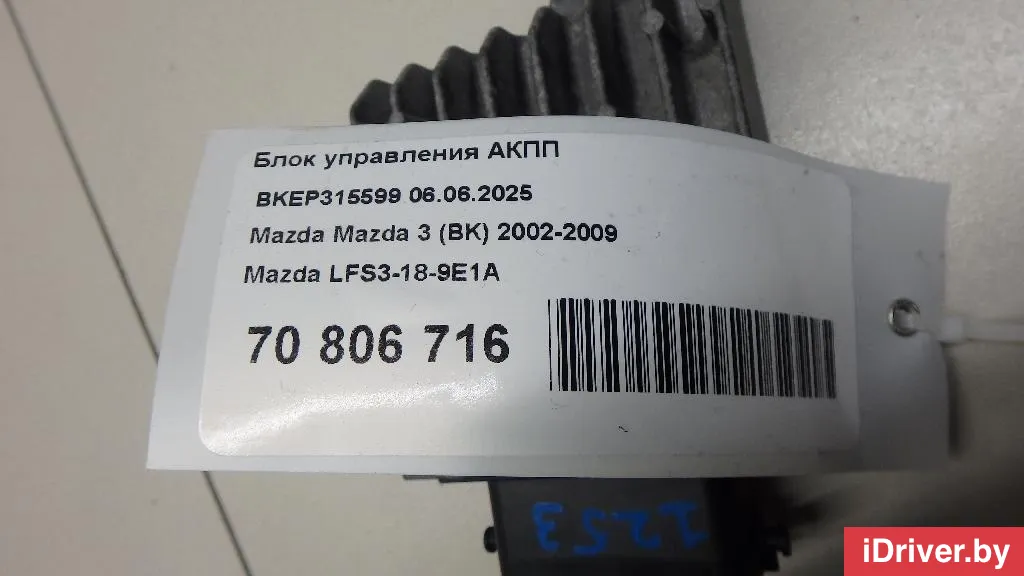 Блок управления АКПП
BKEP315599 06.06.2025
Mazda Mazda 3 (BK) 2002-2009
Mazda LFS3-18-9E1A
70 806 716
2253
iDriver.by